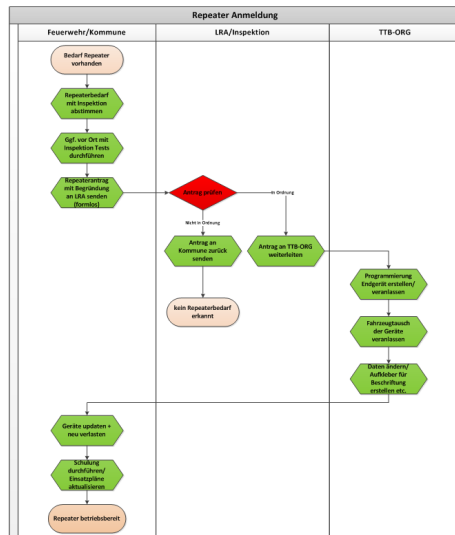 Repeater Anmeldung
Feuerwehr/Kommune
LRA/Inspektion
TTB-ORG
Bedarf Repeater
vorhanden
Repeaterbedarf
mit Inspektion
abstimmen
Ggf. vor Ort mit
Inspektion Tests
durchführen
Repeaterantrag
mit Begründung
an LRA senden
(formlos)
Antrag prüfen
in Ordnung
Nicht in Ordnung
Antrag an
Kommune zurück
senden
Antrag an TTB-ORG
weiterleiten
kein Repeaterbedarf
erkannt
Programmierung
Endgerät erstellen/
veranlassen
Fahrzeugtausch
der Geräte
veranlassen
Daten ändern/
Aufkleber für
Beschriftung
erstellen etc.
Geräte updaten +
neu verlasten
Schulung
durchführen/
Einsatzpläne
aktualisieren
Repeater betriebsbereit